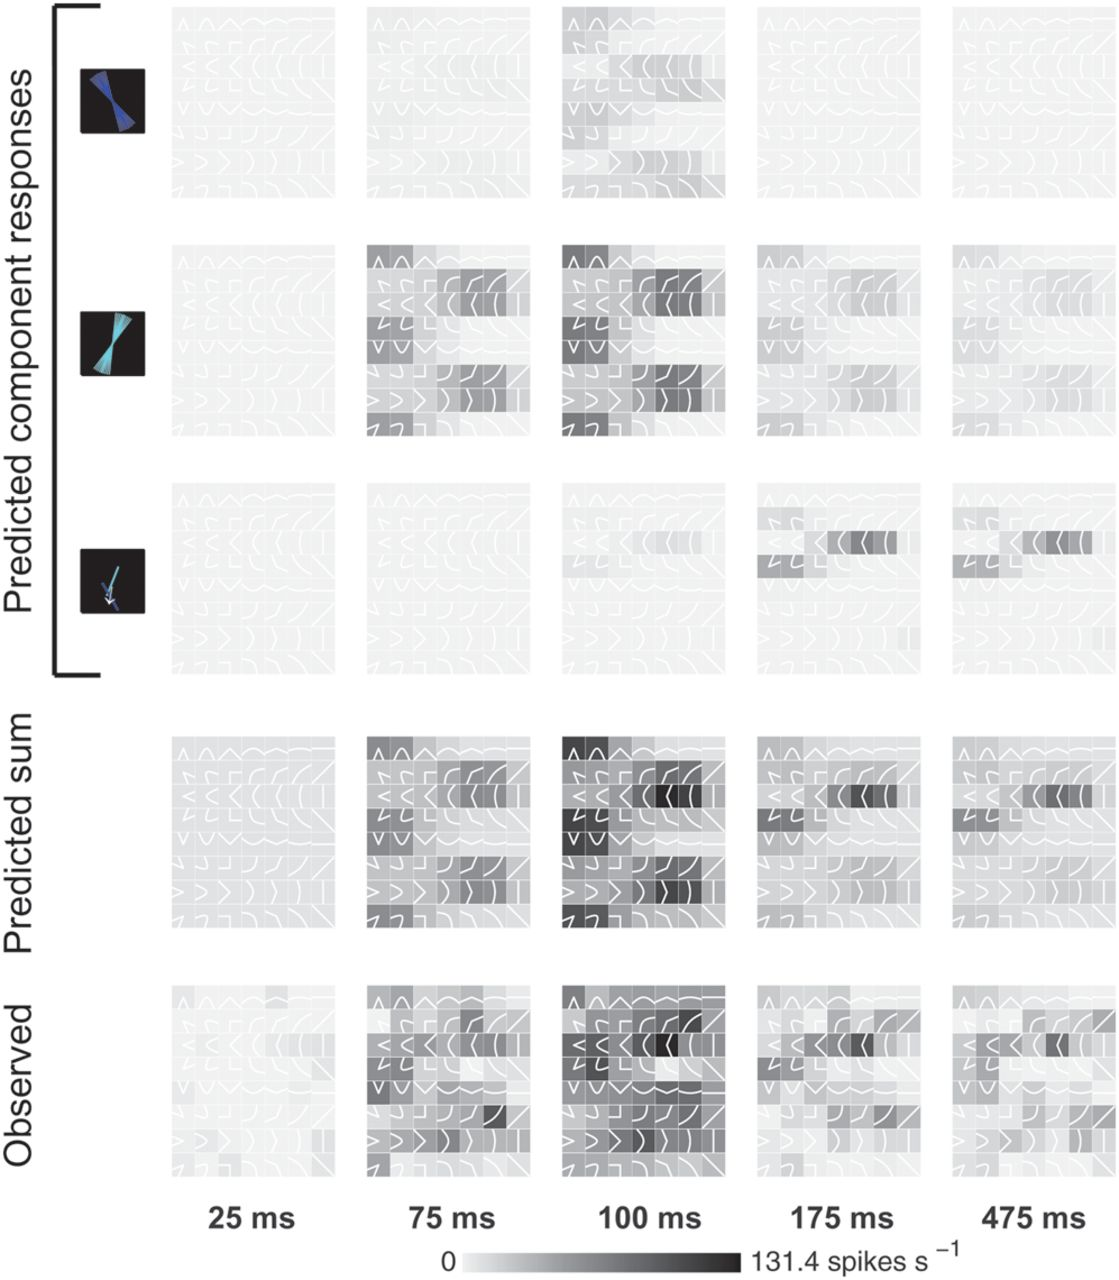 Predicted component responses
Predicted sum
Observed
25 ms
75 ms
100 ms
175 ms
475 ms
0
131.4 spikes s −1